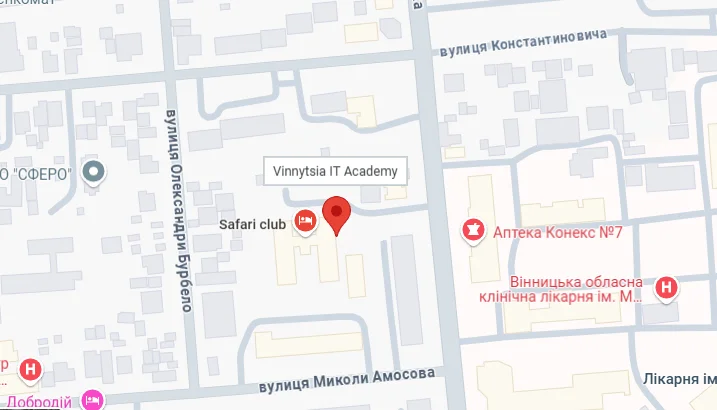 вулиця Константиновича
вулиця Олександри Бурбело
"СФЕРО"
Vinnytsia IT Academy
Safari club
Аптека Конекс №7
Вінницька обласна
клінічна лікарня ім. М...
H
H
вулиця Миколи Амосова
Лікарня ім
Добродій